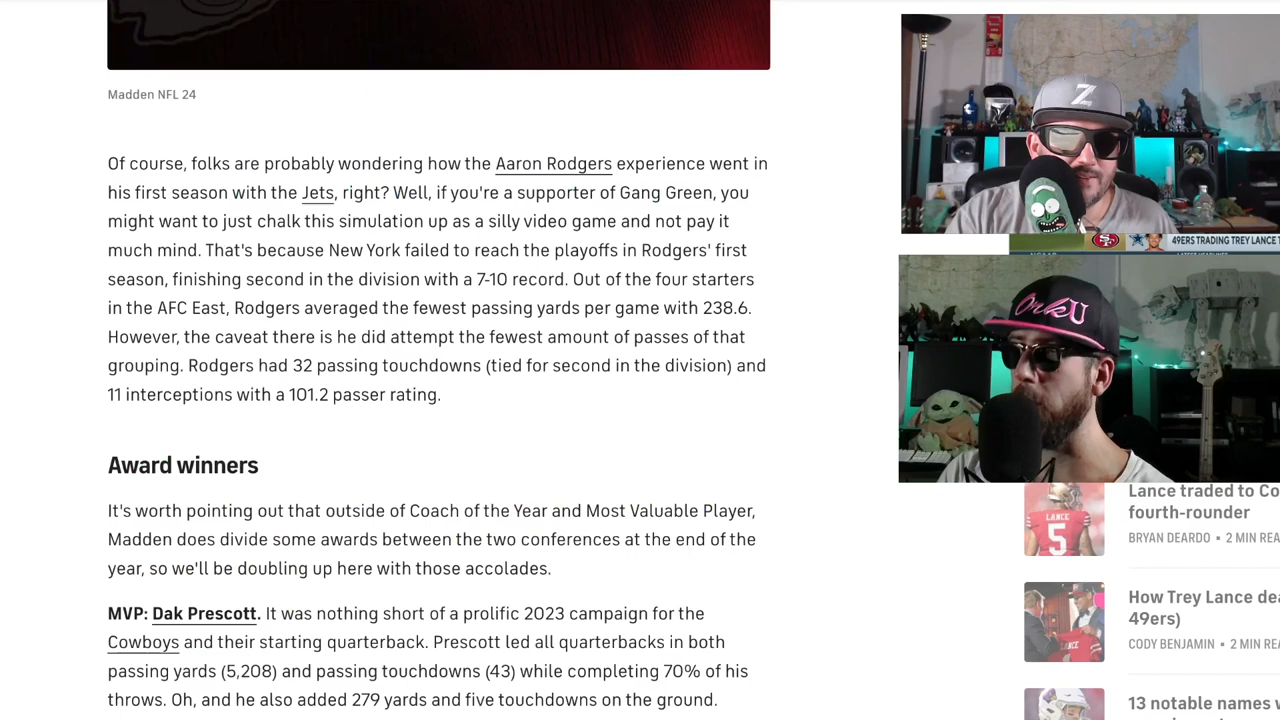 Madden NFL 24
Of course, folks are probably wondering how the Aaron Rodgers experience went in
his first season with the Jets, right? Well, if you're a supporter of Gang Green, you
might want to just chalk this simulation up as a silly video game and not pay it
much mind. That's because New York failed to reach the playoffs in Rodgers' first
season, finishing second in the division with a 7-10 record. Out of the four starters
in the AFC East, Rodgers averaged the fewest passing yards per game with 238.6.
However, the caveat there is he did attempt the fewest amount of passes of that
grouping. Rodgers had 32 passing touchdowns (tied for second in the division) and
11 interceptions with a 101.2 passer rating.
Award winners
It's worth pointing out that outside of Coach of the Year and Most Valuable Player,
Madden does divide some awards between the two conferences at the end of the
year, so we'll be doubling up here with those accolades.
MVP: Dak Prescott. It was nothing short of a prolific 2023 campaign for the
Cowboys and their starting quarterback. Prescott led all quarterbacks in both
passing yards (5,208) and passing touchdowns (43) while completing 70% of his
throws. Oh, and he also added 279 yards and five touchdowns on the ground.
Z
49ERS TRADING TREY LANCE T
OrkU
Lance traded to Co
fourth-rounder
BRYAN DEARDO • 2 MIN REA
LANCE
5
How Trey Lance dea
49ers)
CODY BENJAMIN • 2 MIN REA
13 notable names w